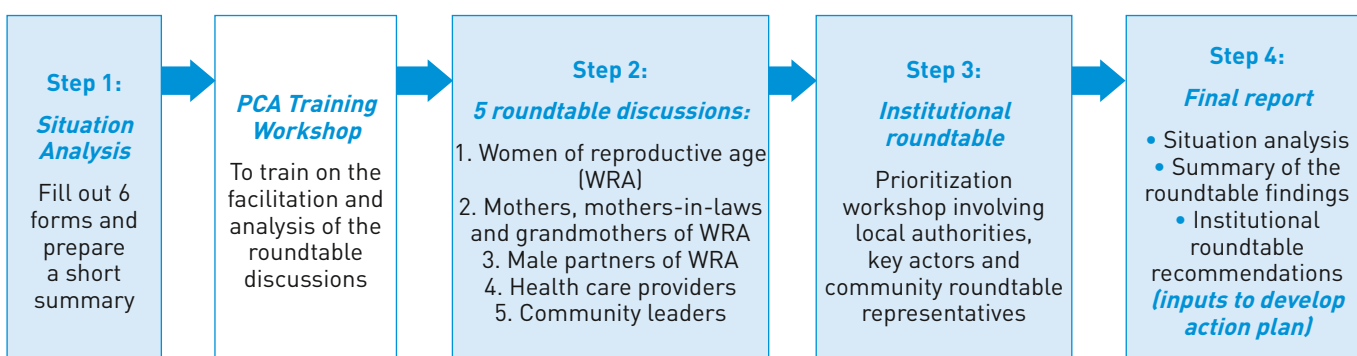 Step 1:
Situation
Analysis
Fill out 6
forms and
prepare
a short
summary
PCA Training
Workshop
To train on the
facilitation and
analysis of the
roundtable
discussions
Step 2:
5 roundtable discussions:
1. Women of reproductive age
(WRA)
2. Mothers, mothers-in-laws
and grandmothers of WRA
3. Male partners of WRA
4. Health care providers
5. Community leaders
Step 3:
Institutional
roundtable
Prioritization
workshop involving
local authorities,
key actors and
community roundtable
representatives
Step 4:
Final report
• Situation analysis
• Summary of the
roundtable findings
• Institutional
roundtable
recommendations
(inputs to develop
action plan)